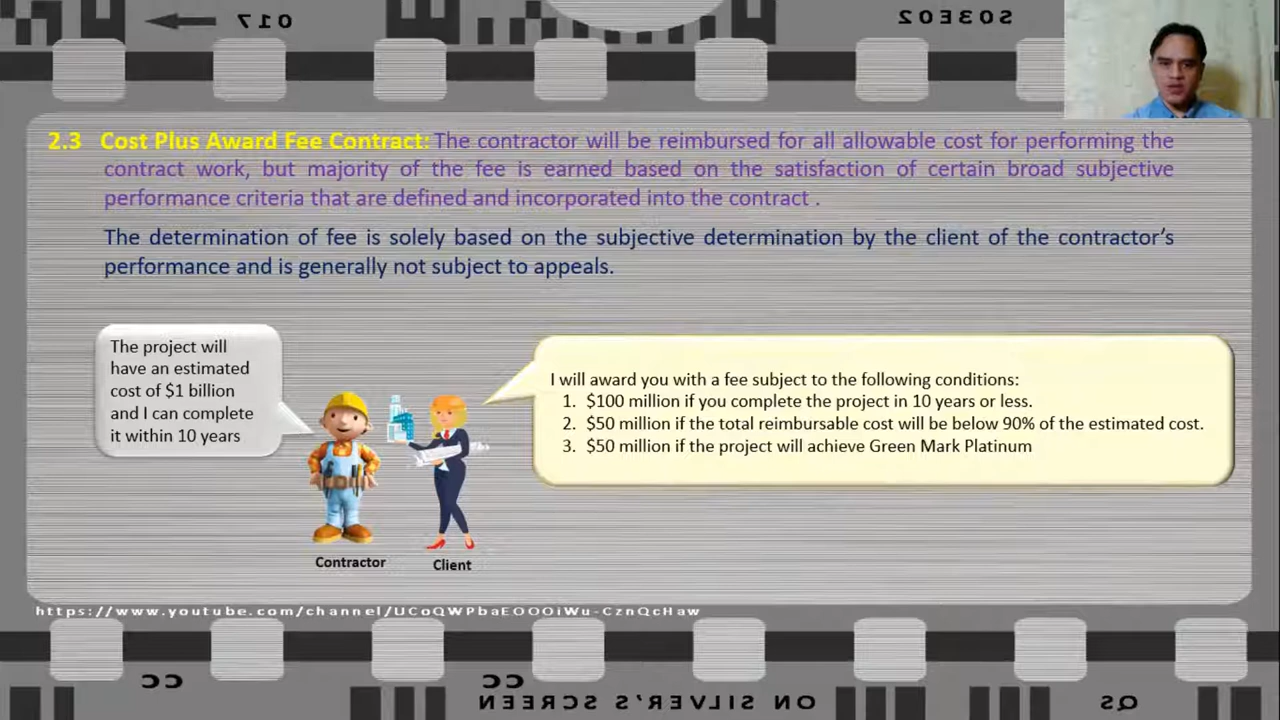 017
S03E02
2.3 Cost Plus Award Fee Contract: The contractor will be reimbursed for all allowable cost for performing the
contract work, but majority of the fee is earned based on the satisfaction of certain broad subjective
performance criteria that are defined and incorporated into the contract .
The determination of fee is solely based on the subjective determination by the client of the contractor's
performance and is generally not subject to appeals.
The project will
have an estimated
cost of $1 billion
and I can complete
it within 10 years
I will award you with a fee subject to the following conditions:
1. $100 million if you complete the project in 10 years or less.
2. $50 million if the total reimbursable cost will be below 90% of the estimated cost.
3. $50 million if the project will achieve Green Mark Platinum
Contractor
Client
https://www.youtube.com/channel/UCoQWPbaEOOOiWu-CznQcHaw
CC
CC
ON SILVER'S SCREEN
QS